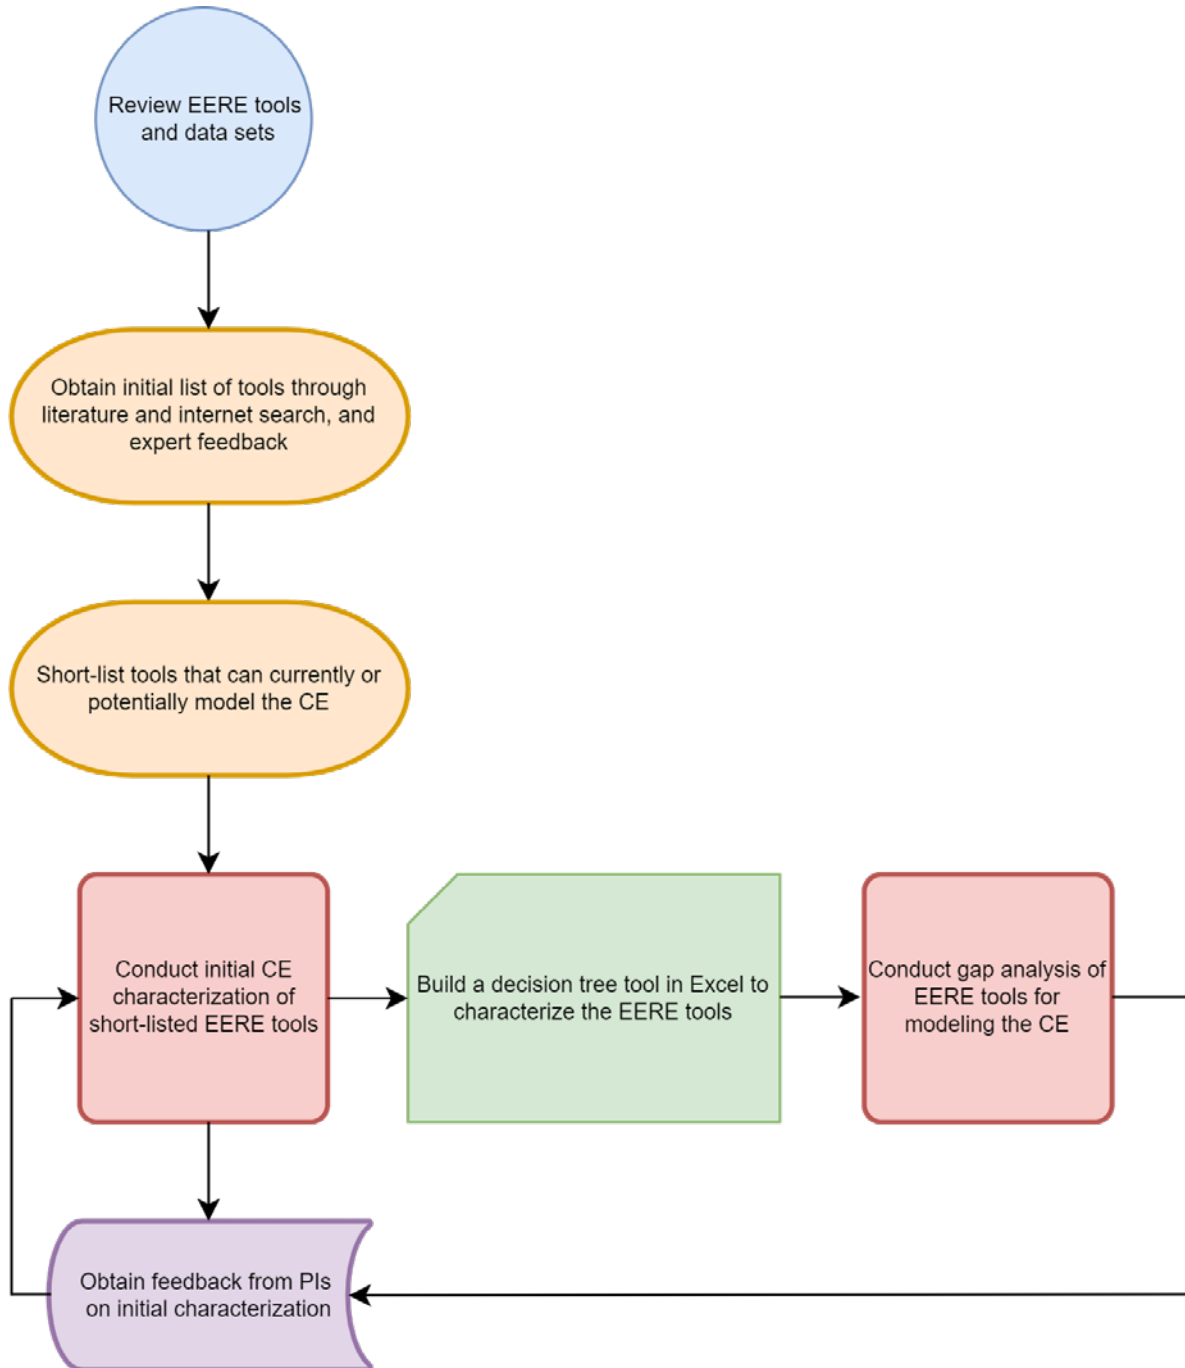 Review EERE tools
and data sets
Obtain initial list of tools through
literature and internet search, and
expert feedback
Short-list tools that can currently or
potentially model the CE
Conduct initial CE
characterization of
short-listed EERE tools
Build a decision tree tool in Excel to
characterize the EERE tools
Conduct gap analysis of
EERE tools for
modeling the CE
Obtain feedback from PIs
on initial characterization